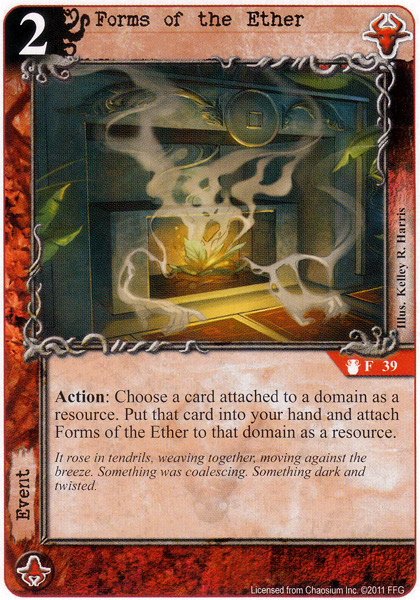 2
Forms of the Ether
Illus. Kelley R. Harris
F 39
Action: Choose a card attached to a domain as a
resource. Put that card into your hand and attach
Forms of the Ether to that domain as a resource.
It rose in tendrils, weaving together, moving against the
breeze. Something was coalescing. Something dark and
twisted.
Event
Licensed from Chaosium Inc. ©2011 FFG